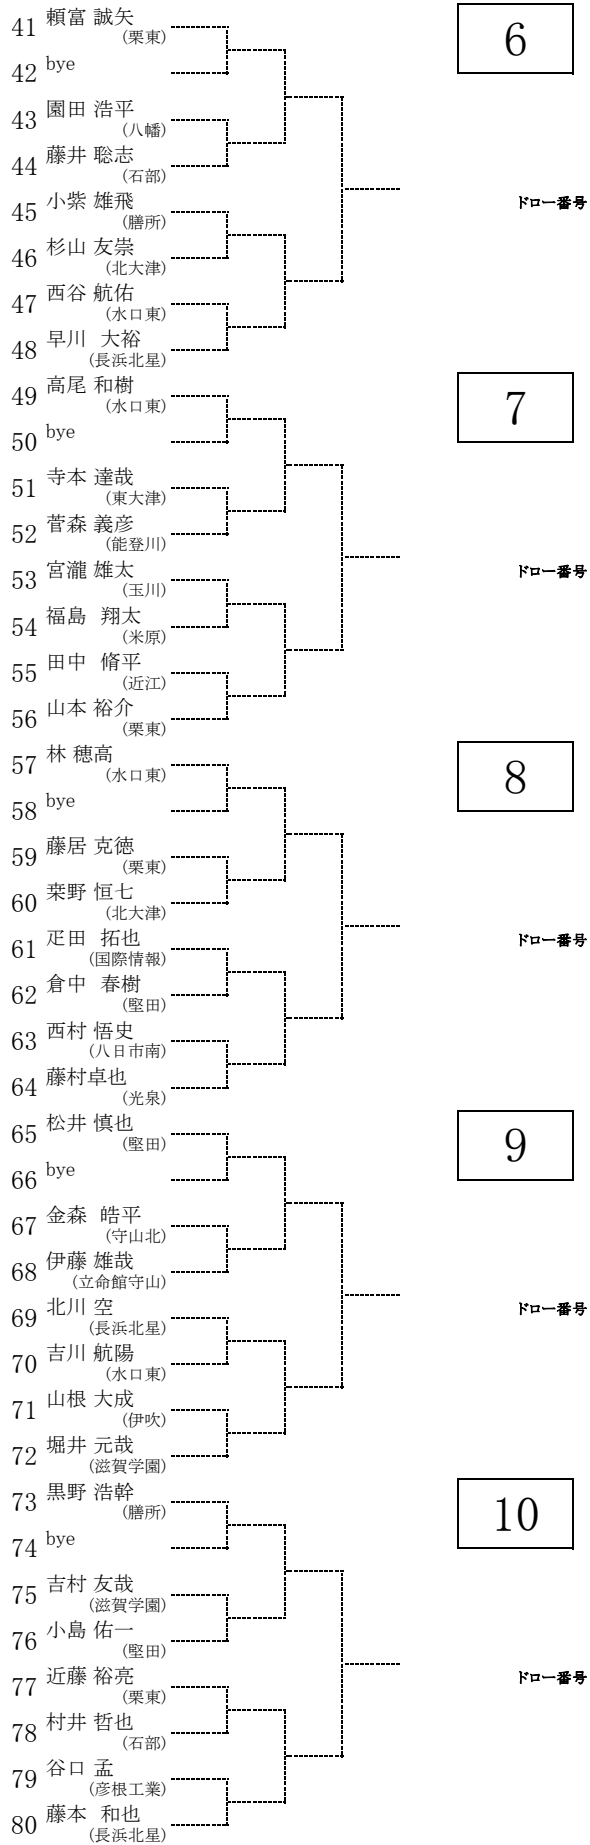 41 頼富 誠矢
(栗東)
6
42 bye
43 園田 浩平
(八幡)
44 藤井 聡志
(石部)
45 小紫 雄飛
(膳所)
ドロー番号
46 杉山 友崇
(北大津)
47 西谷 航佑
(水口東)
48 早川 大裕
(長浜北星)
49 高尾 和樹
(水口東)
7
50 bye
51 寺本 達哉
(東大津)
52 菅森 義彦
(能登川)
53 宮瀧 雄太
(玉川)
ドロー番号
54 福島 翔太
(米原)
55 田中 脩平
(近江)
56 山本 裕介
(栗東)
57 林 穂高
(水口東)
8
58 bye
59 藤居 克徳
(栗東)
60 桒野 恒七
(北大津)
61 疋田 拓也
(国際情報)
ドロー番号
62 倉中 春樹
(堅田)
63 西村 悟史
(八日市南)
64 藤村卓也
(光泉)
65 松井 慎也
(堅田)
9
66 bye
67 金森 皓平
(守山北)
68 伊藤 雄哉
(立命館守山)
69 北川 空
(長浜北星)
ドロー番号
70 吉川 航陽
(水口東)
71 山根 大成
(伊吹)
72 堀井 元哉
(滋賀学園)
73 黒野 浩幹
(膳所)
10
74 bye
75 吉村 友哉
(滋賀学園)
76 小島 佑一
(堅田)
77 近藤 裕亮
(栗東)
ドロー番号
78 村井 哲也
(石部)
79 谷口 孟
(彦根工業)
80 藤本 和也
(長浜北星)